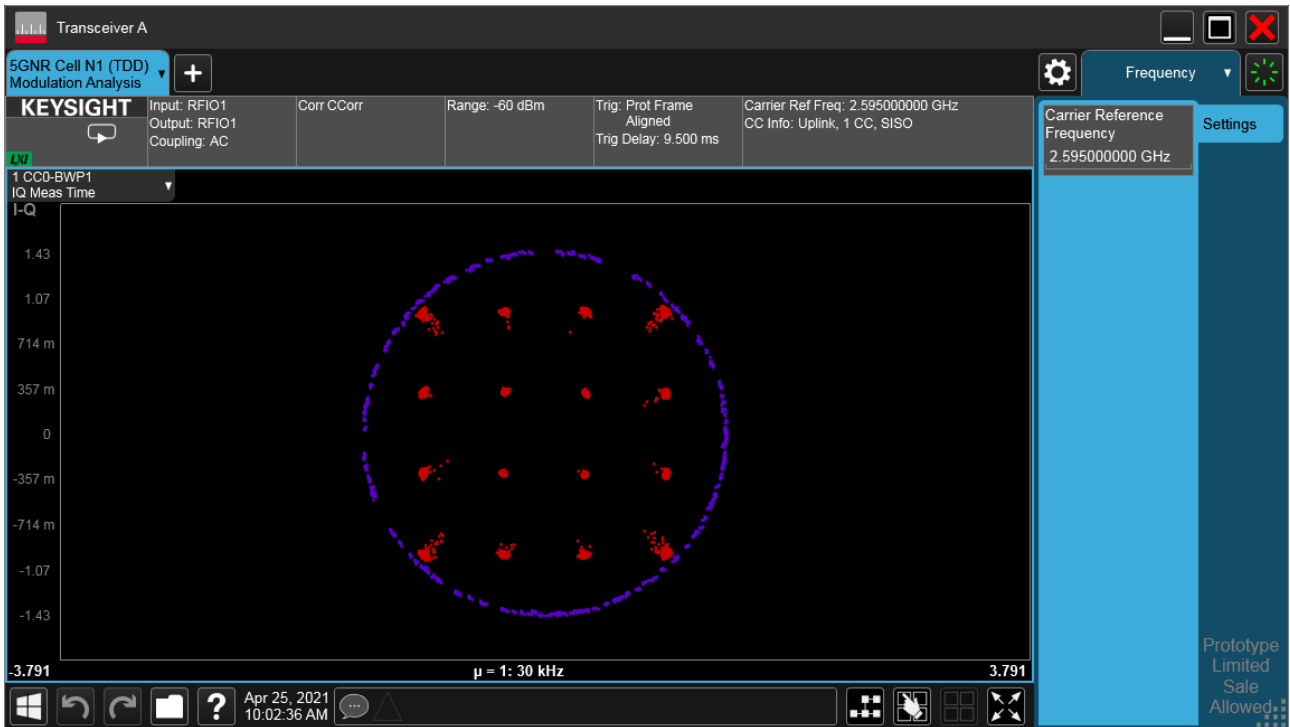 Transceiver A
5GNR Cell N1 (TDD)
Modulation Analysis
Frequency
KEYSIGHT
LXI
Input: RFIO1
Output: RFIO1
Coupling: AC
Corr CCorr
Range: -60 dBm
Trig: Prot Frame
Aligned
Trig Delay: 9.500 ms
Carrier Ref Freq: 2.595000000 GHz
CC Info: Uplink, 1 CC, SISO
Carrier Reference
Frequency
2.595000000 GHz
Settings
1 CC0-BWP1
IQ Meas Time
I-Q
1.43
1.07
714 m
357 m
0
-357 m
-714 m
-1.07
-1.43
-3.791
µ = 1: 30 kHz
3.791
Prototype
Limited
Sale
Allowed
?
Apr 25, 2021
10:02:36 AM